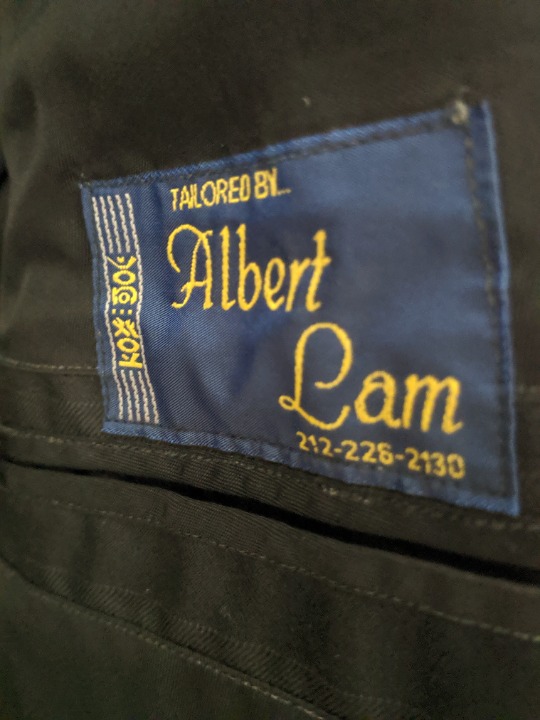 TAILORED BY...
Albert
Lam
212-226-2130